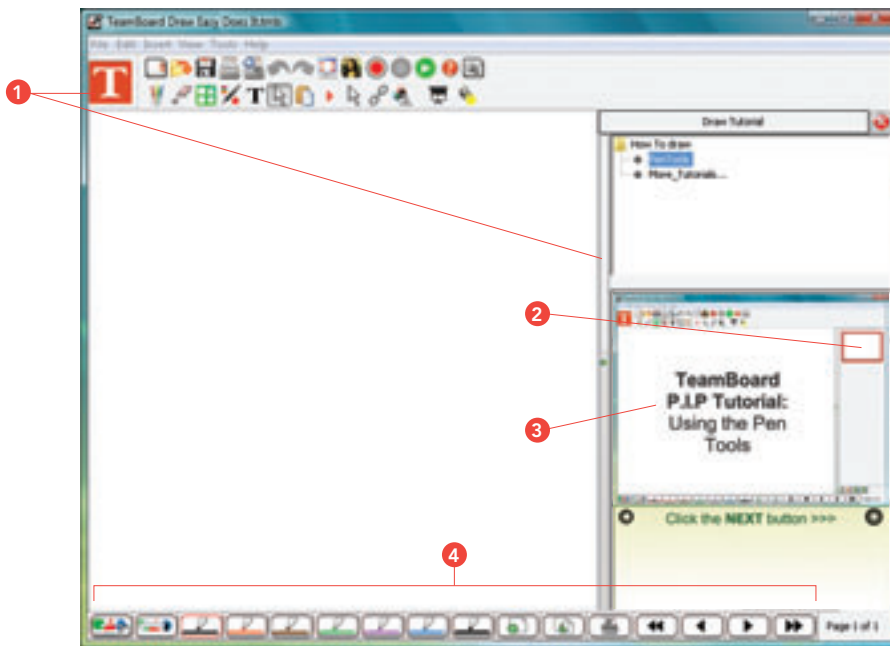 TeamBoard Draw Easy Does It.tmb
File Edit Insert View Tools Help
T
T
1
Draw Tutorial
How To draw
PenTools
More_Tutorials...
2
TeamBoard
P.I.P Tutorial:
3
Using the Pen
Tools
Click the NEXT button >>>
4
Page 1 of 1